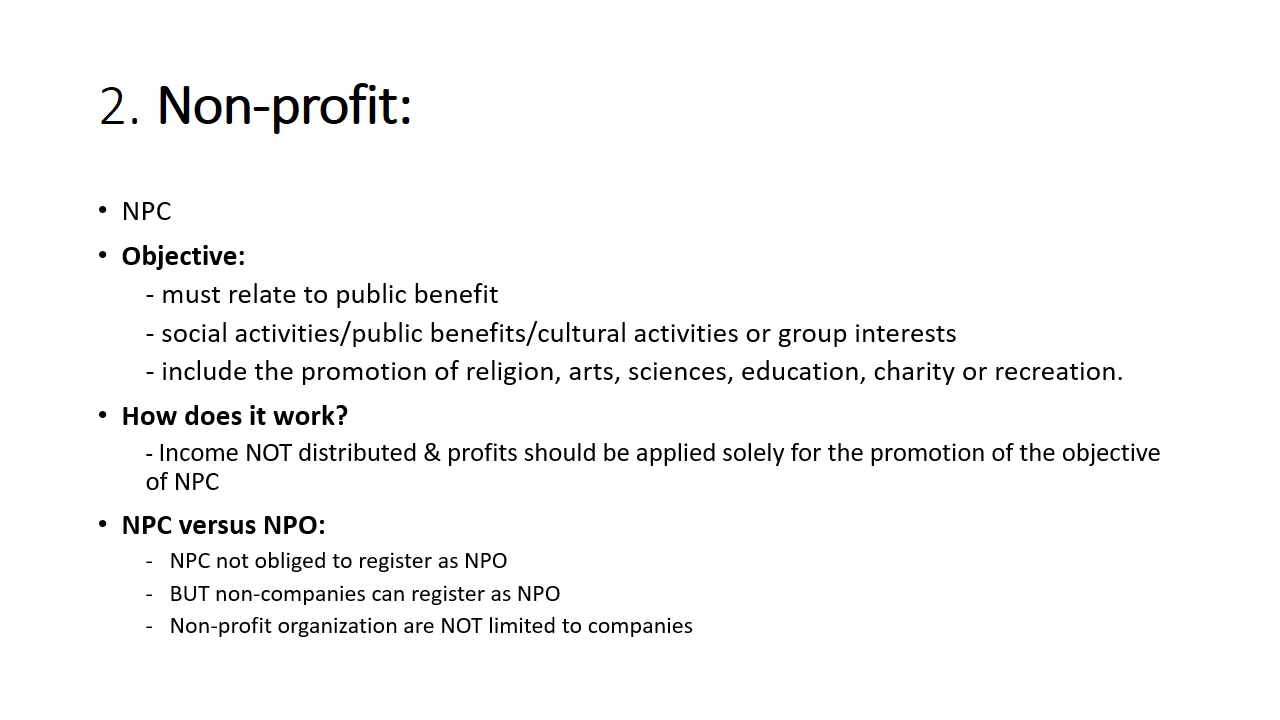 2. Non-profit:
• NPC
• Objective:
- must relate to public benefit
- social activities/public benefits/cultural activities or group interests
- include the promotion of religion, arts, sciences, education, charity or recreation.
• How does it work?
- Income NOT distributed & profits should be applied solely for the promotion of the objective
of NPC
• NPC versus NPO:
- NPC not obliged to register as NPO
- BUT non-companies can register as NPO
- Non-profit organization are NOT limited to companies